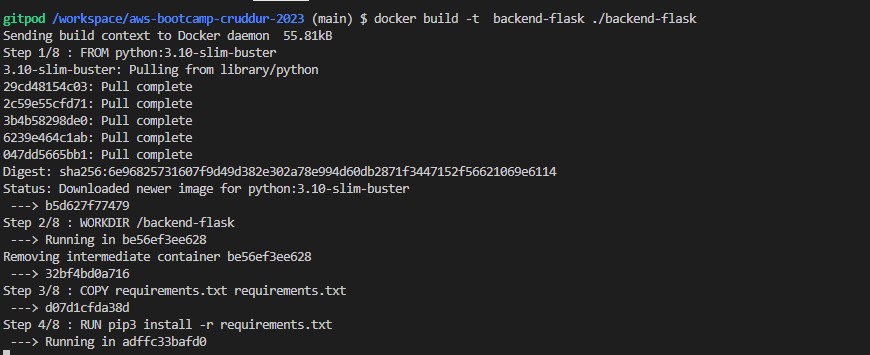 gitpod /workspace/aws-bootcamp-cruddur-2023 (main) $ docker build -t  backend-flask ./backend-flask
Sending build context to Docker daemon  55.81kB
Step 1/8 : FROM python:3.10-slim-buster
3.10-slim-buster: Pulling from library/python
29cd48154c03: Pull complete
2c59e55cfd71: Pull complete
3b4b58298de0: Pull complete
6239e464c1ab: Pull complete
047dd5665bb1: Pull complete
Digest: sha256:6e96825731607f9d49d382e302a78e994d60db2871f3447152f56621069e6114
Status: Downloaded newer image for python:3.10-slim-buster
 ---> b5d627f77479
Step 2/8 : WORKDIR /backend-flask
 ---> Running in be56ef3ee628
Removing intermediate container be56ef3ee628
 ---> 32bf4bd0a716
Step 3/8 : COPY requirements.txt requirements.txt
 ---> d07d1cfda38d
Step 4/8 : RUN pip3 install -r requirements.txt
 ---> Running in adffc33bafd0